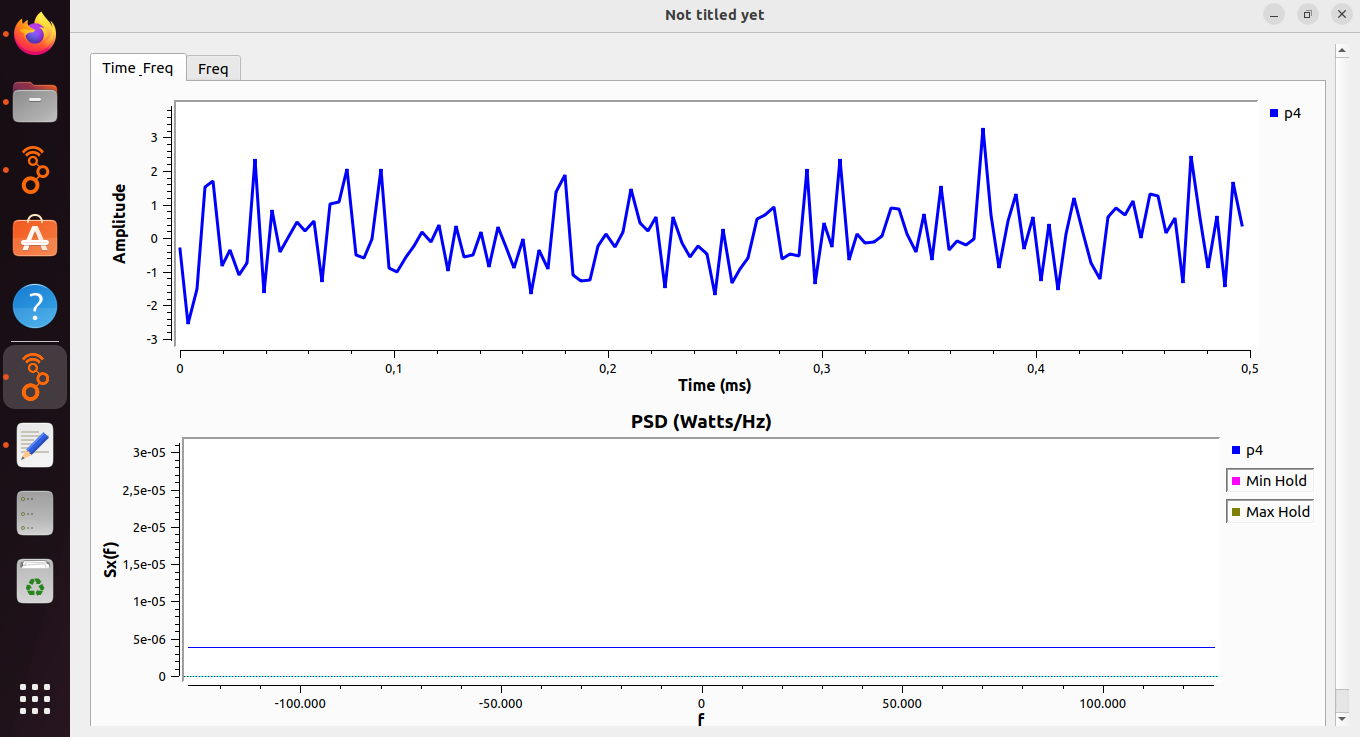 Not titled yet
Time_Freq
Freq
p4
Amplitude
3
2
1
0
-1
-2
-3
0
0,1
0,2
0,3
0,4
0,5
Time (ms)
PSD (Watts/Hz)
p4
Min Hold
Max Hold
Sx(f)
3e-05
2,5e-05
2e-05
1,5e-05
1e-05
5e-06
0
-100.000
-50.000
0
50.000
100.000
f